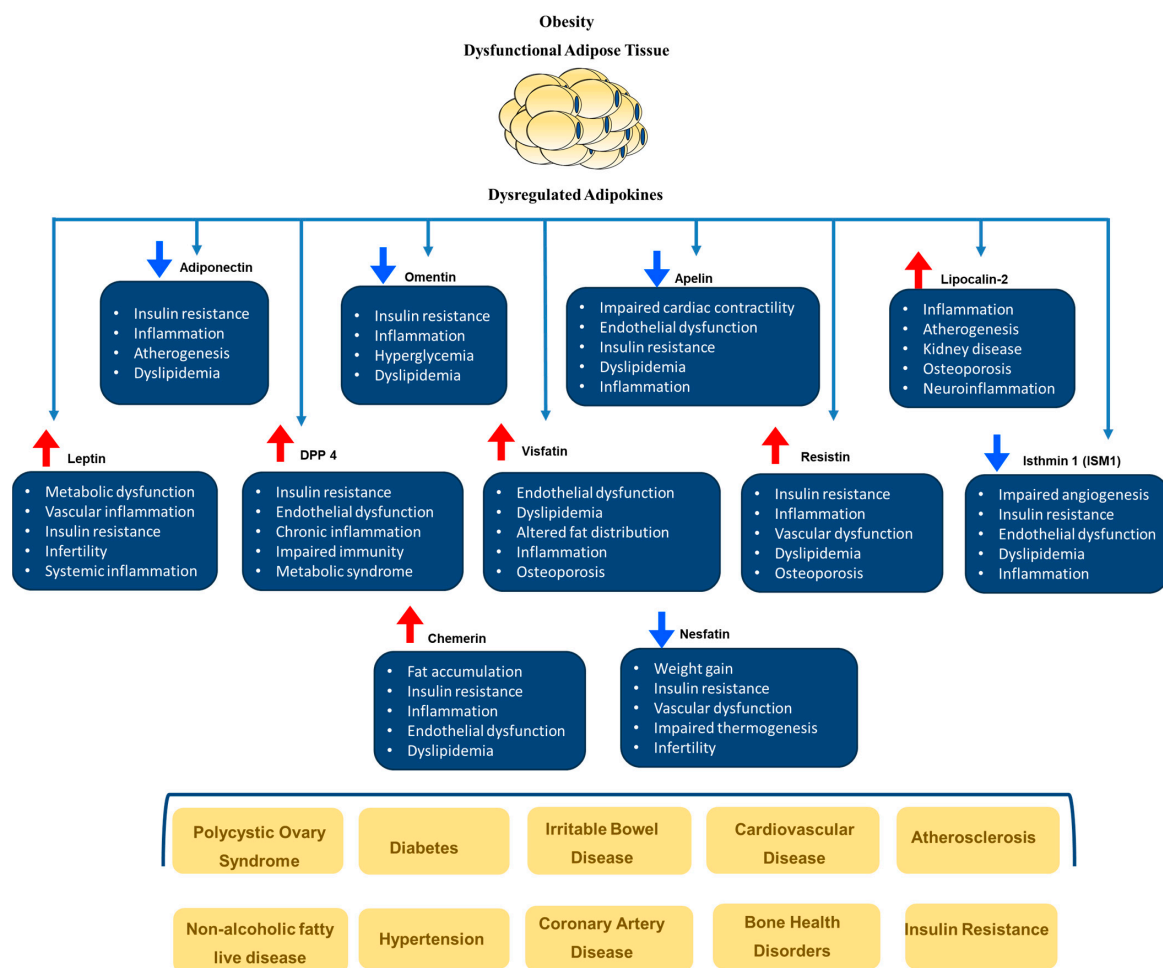 Obesity
Dysfunctional Adipose Tissue
Dysregulated Adipokines
Adiponectin
• Insulin resistance
• Inflammation
• Atherogenesis
• Dyslipidemia
Omentin
• Insulin resistance
• Inflammation
• Hyperglycemia
• Dyslipidemia
Apelin
• Impaired cardiac contractility
• Endothelial dysfunction
• Insulin resistance
• Dyslipidemia
• Inflammation
Lipocalin-2
• Inflammation
• Atherogenesis
• Kidney disease
• Osteoporosis
• Neuroinflammation
Leptin
• Metabolic dysfunction
• Vascular inflammation
• Insulin resistance
• Infertility
• Systemic inflammation
DPP 4
• Insulin resistance
• Endothelial dysfunction
• Chronic inflammation
• Impaired immunity
• Metabolic syndrome
Visfatin
• Endothelial dysfunction
• Dyslipidemia
• Altered fat distribution
• Inflammation
• Osteoporosis
Resistin
• Insulin resistance
• Inflammation
• Vascular dysfunction
• Dyslipidemia
• Osteoporosis
Isthmin 1 (ISM1)
• Impaired angiogenesis
• Insulin resistance
• Endothelial dysfunction
• Dyslipidemia
• Inflammation
Chemerin
• Fat accumulation
• Insulin resistance
• Inflammation
• Endothelial dysfunction
• Dyslipidemia
Nesfatin
• Weight gain
• Insulin resistance
• Vascular dysfunction
• Impaired thermogenesis
• Infertility
Polycystic Ovary
Syndrome
Diabetes
Irritable Bowel
Disease
Cardiovascular
Disease
Atherosclerosis
Non-alcoholic fatty
live disease
Hypertension
Coronary Artery
Disease
Bone Health
Disorders
Insulin Resistance